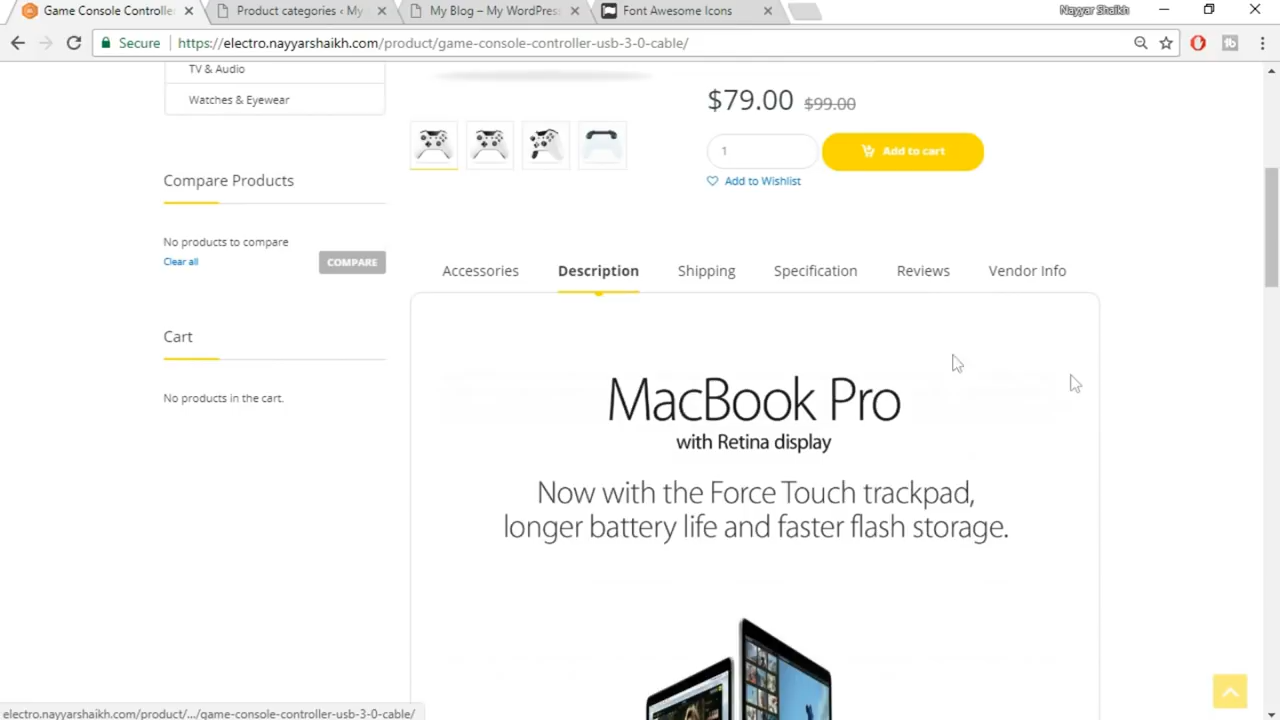 Game Console Controlle
Product categories ‹ My
My Blog – My WordPres
Font Awesome Icons
Nayyar Shaikh
Secure
https://electro.nayyarshaikh.com/product/game-console-controller-usb-3-0-cable/
TV & Audio
Watches & Eyewear
$79.00 $99.00
1
Add to cart
Add to Wishlist
Compare Products
No products to compare
Clear all
COMPARE
Accessories
Description
Shipping
Specification
Reviews
Vendor Info
Cart
No products in the cart.
MacBook Pro
with Retina display
Now with the Force Touch trackpad,
longer battery life and faster flash storage.
electro.nayyarshaikh.com/product/.../game-console-controller-usb-3-0-cable/